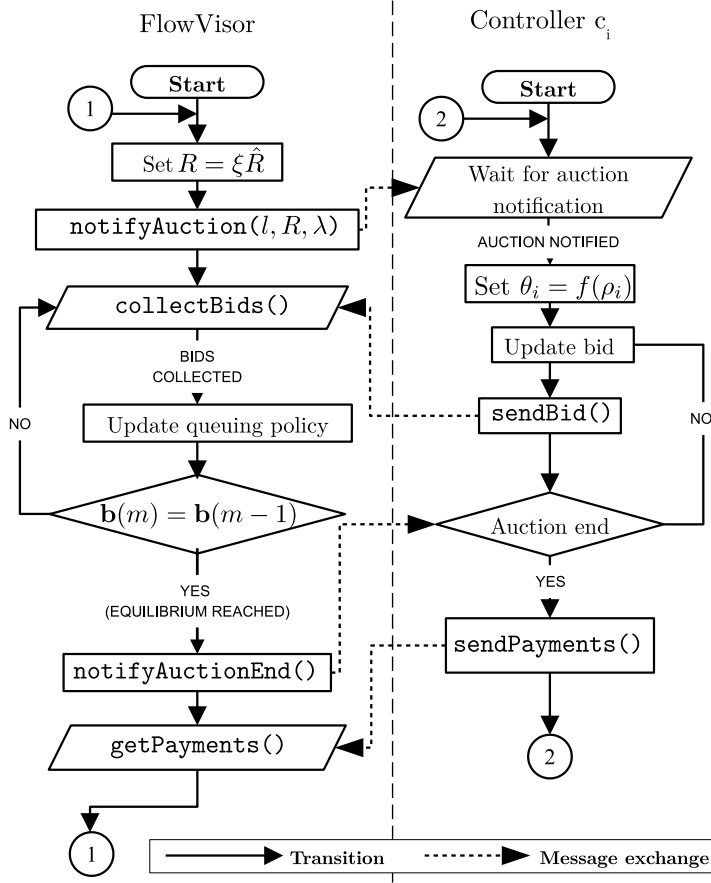 FlowVisor
Start
1
Set R = ξR̂
notifyAuction(l, R, λ)
collectBids()
BIDS
COLLECTED
NO
Update queuing policy
b(m) = b(m − 1)
YES
(EQUILIBRIUM REACHED)
notifyAuctionEnd()
getPayments()
1
Controller c_i
Start
2
Wait for auction
notification
AUCTION NOTIFIED
Set θ_i = f(ρ_i)
Update bid
NO
sendBid()
Auction end
YES
sendPayments()
2
Transition
Message exchange